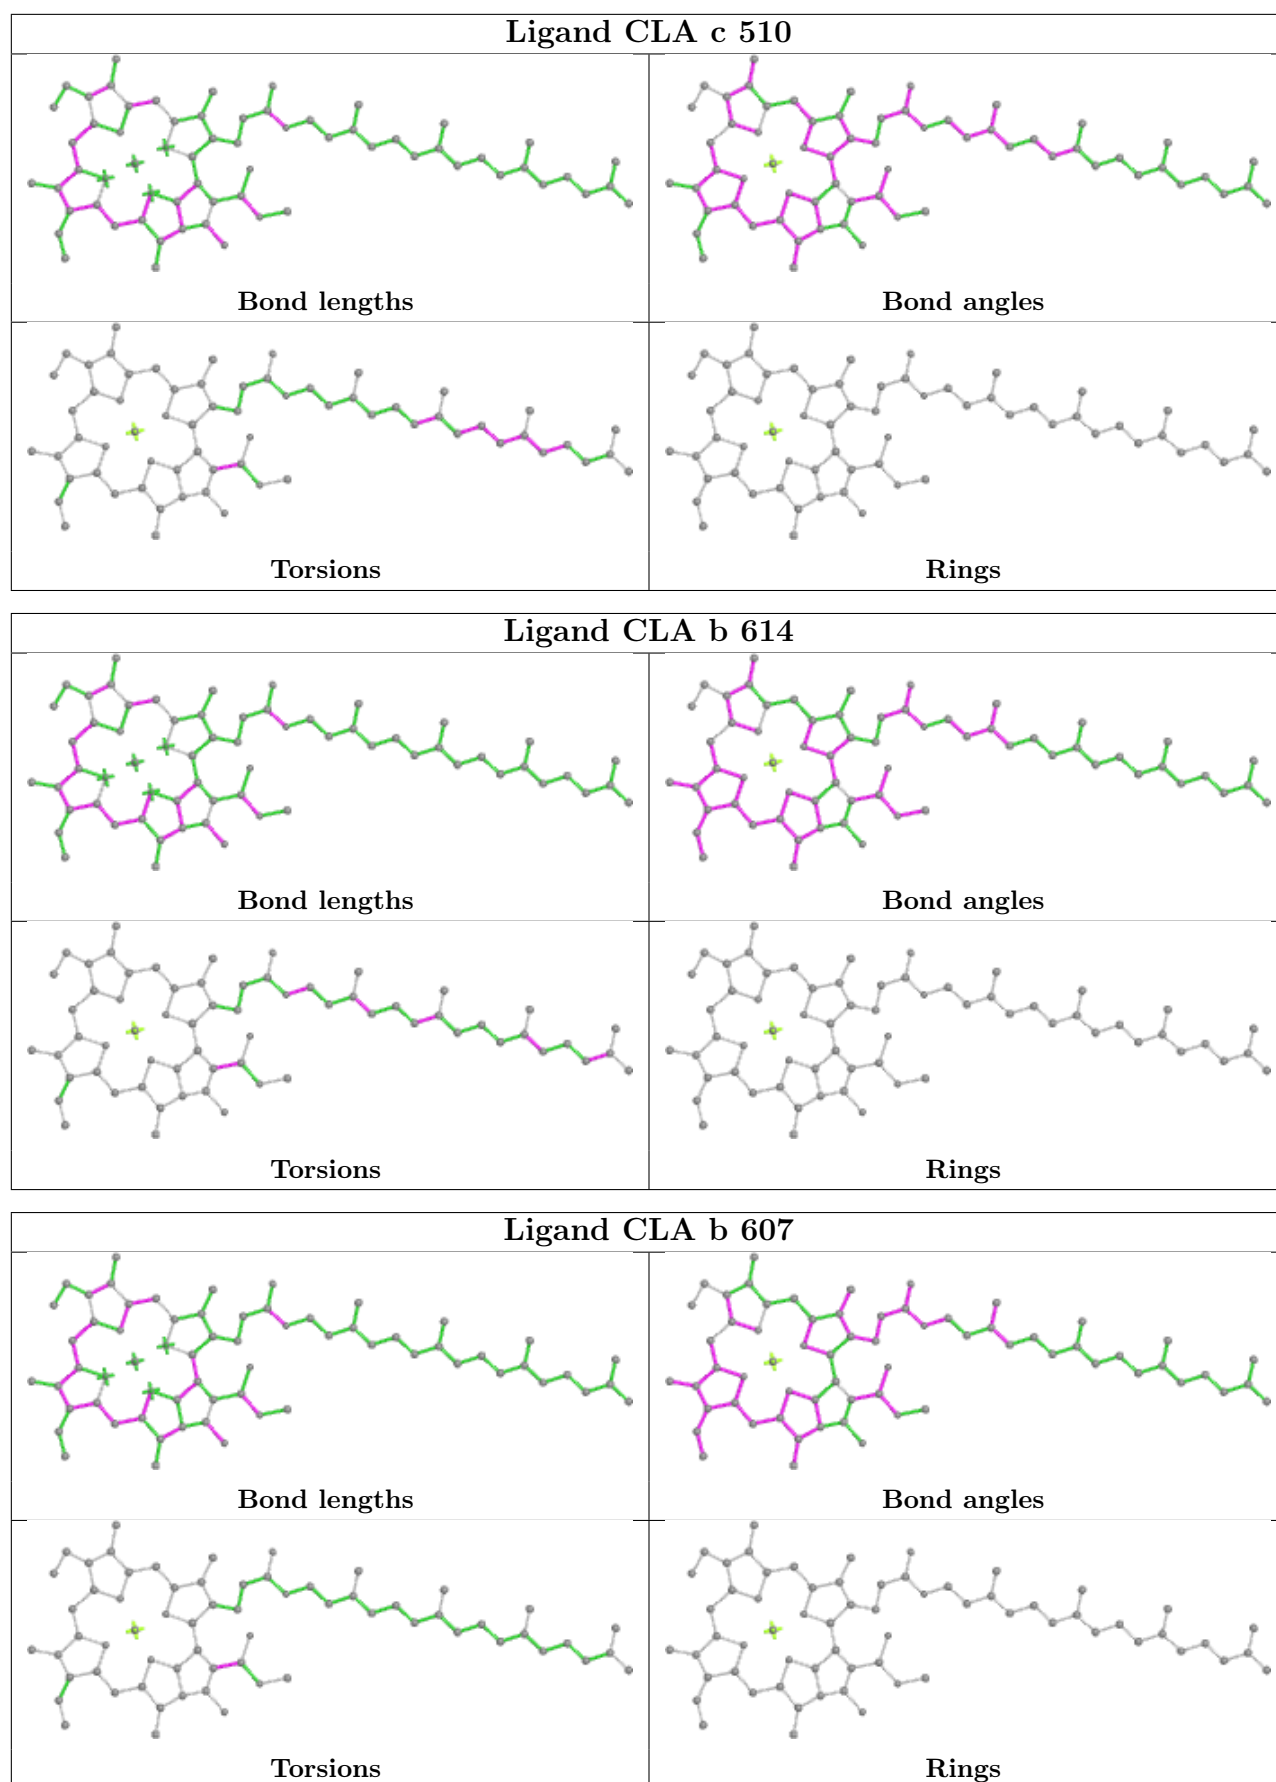 Ligand CLA c 510
Bond lengths
Bond angles
Torsions
Rings
Ligand CLA b 614
Bond lengths
Bond angles
Torsions
Rings
Ligand CLA b 607
Bond lengths
Bond angles
Torsions
Rings